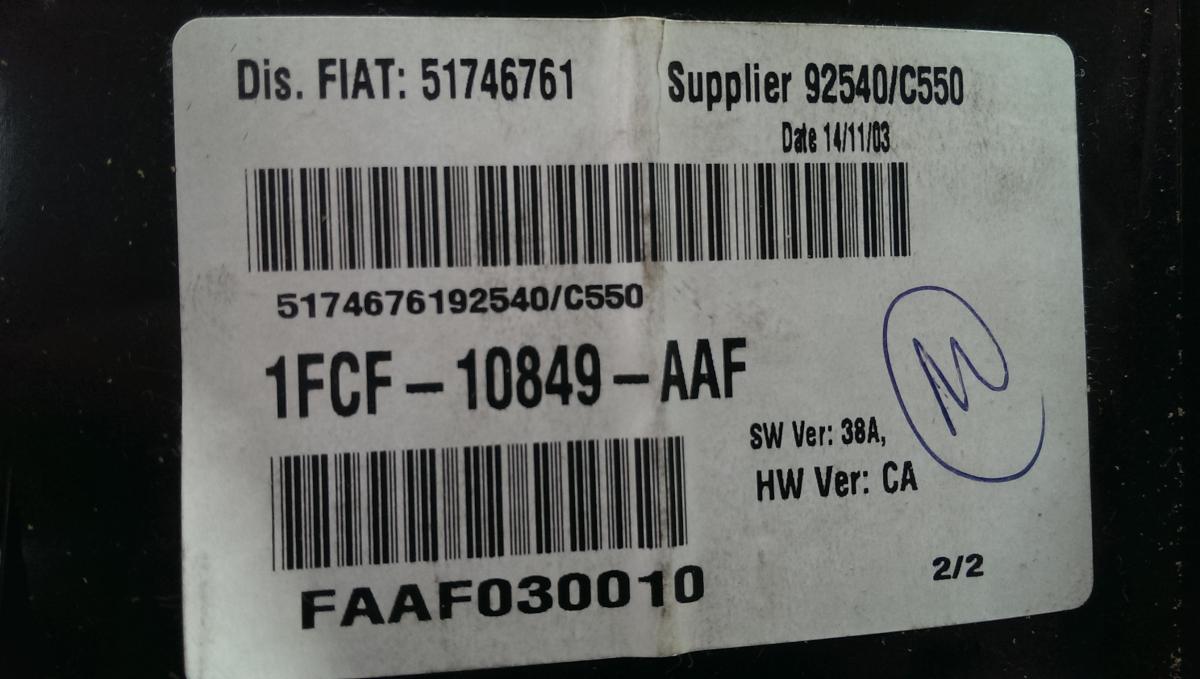 Dis. FIAT: 51746761 Supplier 92540/C550
Date 14/11/03
5174676192540/C550
1FCF-10849-AAF
SW Ver: 38A,
HW Ver: CA
M
FAAF030010
2/2